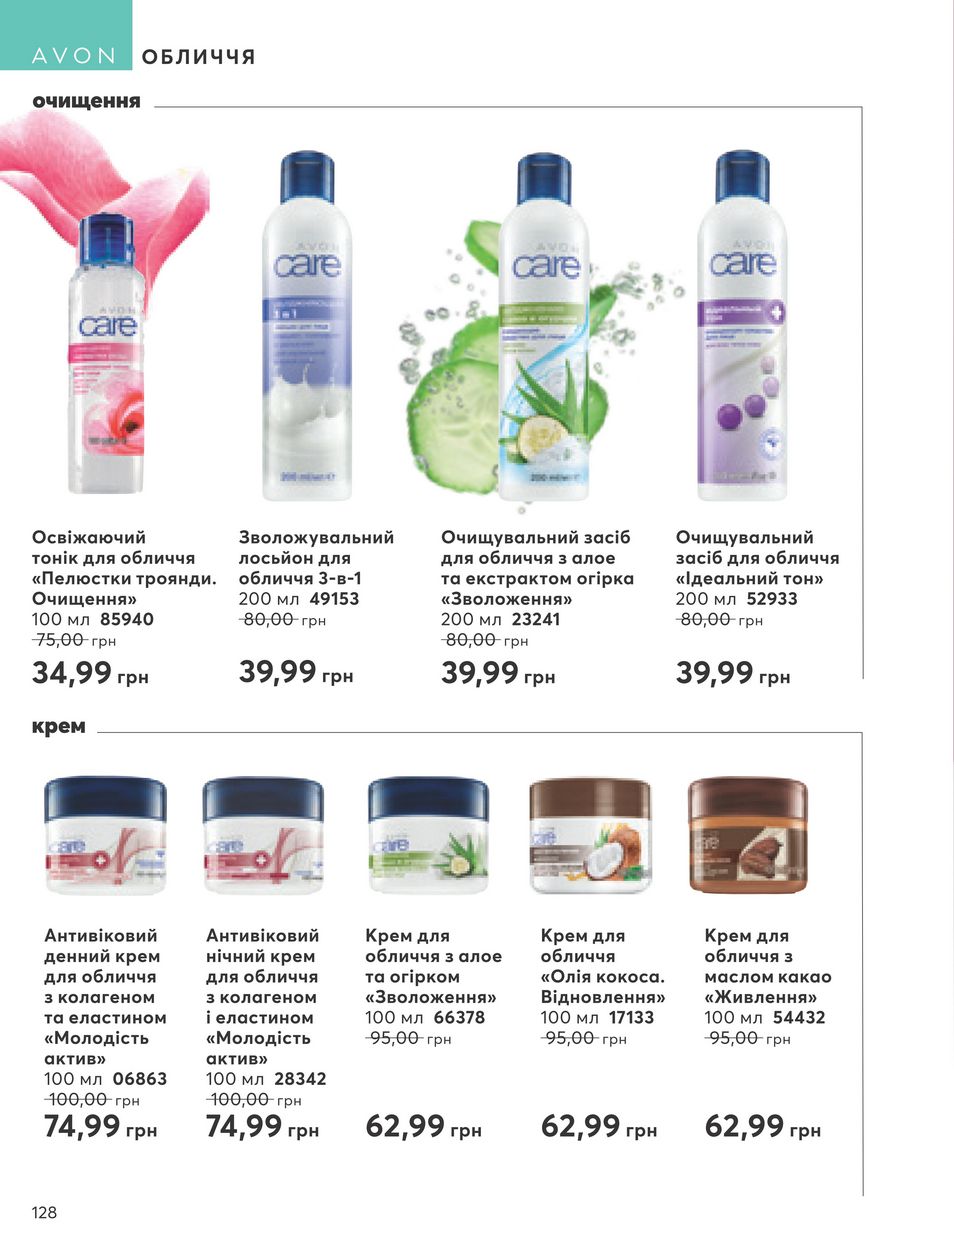 AVON ОБЛИЧЧЯ
очищення
AVON
care
AVON
care
3 в 1
AVON
care
AVON
care
Освіжаючий
тонік для обличчя
«Пелюстки троянди.
Очищення»
100 мл 85940
75,00 грн
34,99 грн
Зволожувальний
лосьйон для
обличчя 3-в-1
200 мл 49153
80,00 грн
39,99 грн
Очищувальний засіб
для обличчя з алое
та екстрактом огірка
«Зволоження»
200 мл 23241
80,00 грн
39,99 грн
Очищувальний
засіб для обличчя
«Ідеальний тон»
200 мл 52933
80,00 грн
39,99 грн
крем
care
care
care
care
care
Антивіковий
денний крем
для обличчя
з колагеном
та еластином
«Молодість
актив»
100 мл 06863
100,00 грн
74,99 грн
Антивіковий
нічний крем
для обличчя
з колагеном
і еластином
«Молодість
актив»
100 мл 28342
100,00 грн
74,99 грн
Крем для
обличчя з алое
та огірком
«Зволоження»
100 мл 66378
95,00 грн
62,99 грн
Крем для
обличчя
«Олія кокоса.
Відновлення»
100 мл 17133
95,00 грн
62,99 грн
Крем для
обличчя з
маслом какао
«Живлення»
100 мл 54432
95,00 грн
62,99 грн
128